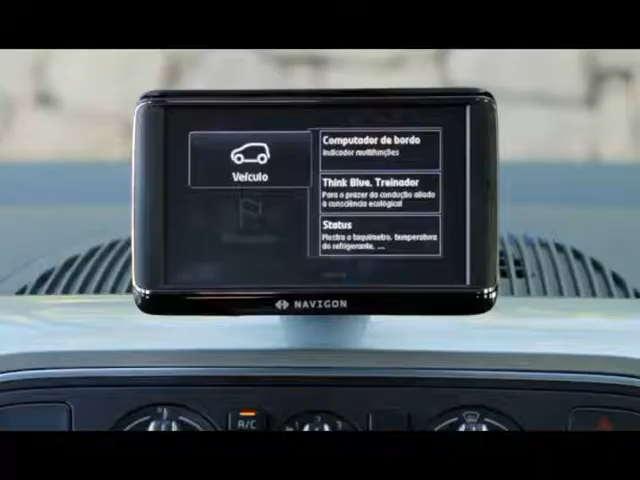 Veículo
Computador de bordo
Indicador multifunções
Think Blue. Treinador
Para o prazer da condução aliado
à consciência ecológica!
Status
Mostra o taquímetro, temperatura
do refrigerante, ...
NAVIGON
A/C